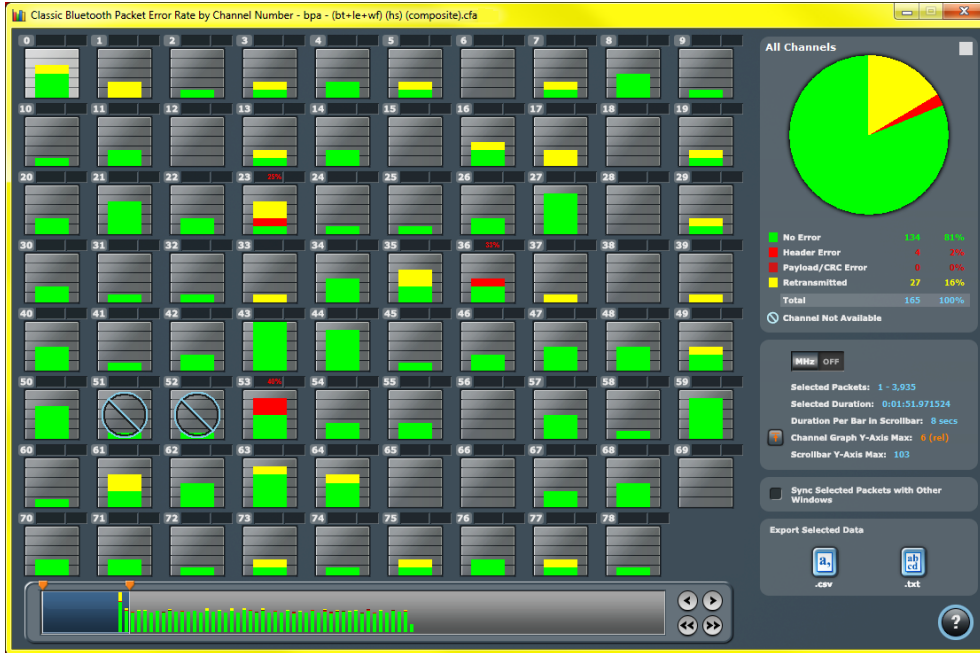 Classic Bluetooth Packet Error Rate by Channel Number - bpa - (bt+le+wf) (hs) (composite).cfa
0 1 2 3 4 5 6 7 8 9
10 11 12 13 14 15 16 17 18 19
20 21 22 23 24 25 26 27 28 29
30 31 32 33 34 35 36 33% 37 38 39
40 41 42 43 44 45 46 47 48 49
50 51 52 53 40% 54 55 56 57 58 59
60 61 62 63 64 65 66 67 68 69
70 71 72 73 74 75 76 77 78
All Channels
No Error 134 81%
Header Error 4 2%
Payload/CRC Error 0 0%
Retransmitted 27 16%
Total 165 100%
Channel Not Available
MHz OFF
Selected Packets: 1 - 3,935
Selected Duration: 0:01:51.971524
Duration Per Bar in Scrollbar: 8 secs
Channel Graph Y-Axis Max: 6 (rel)
Scrollbar Y-Axis Max: 103
Sync Selected Packets with Other
Windows
Export Selected Data
a,
ab
cd
.csv .txt
?